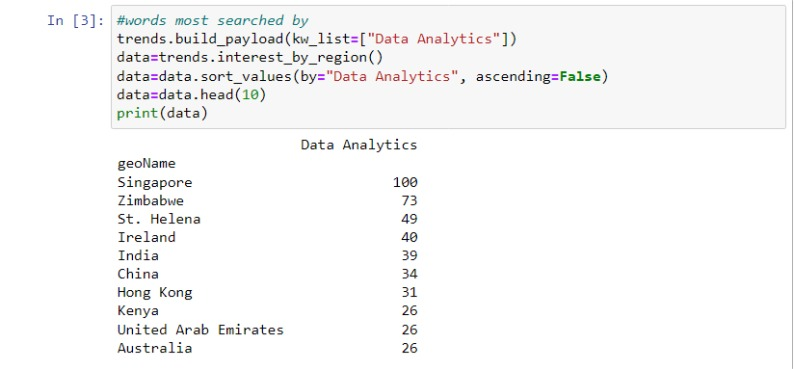 In [3]: #words most searched by
trends.build_payload(kw_list=["Data Analytics"])
data=trends.interest_by_region()
data=data.sort_values(by="Data Analytics", ascending=False)
data=data.head(10)
print(data)
Data Analytics
geoName
Singapore 100
Zimbabwe 73
St. Helena 49
Ireland 40
India 39
China 34
Hong Kong 31
Kenya 26
United Arab Emirates 26
Australia 26